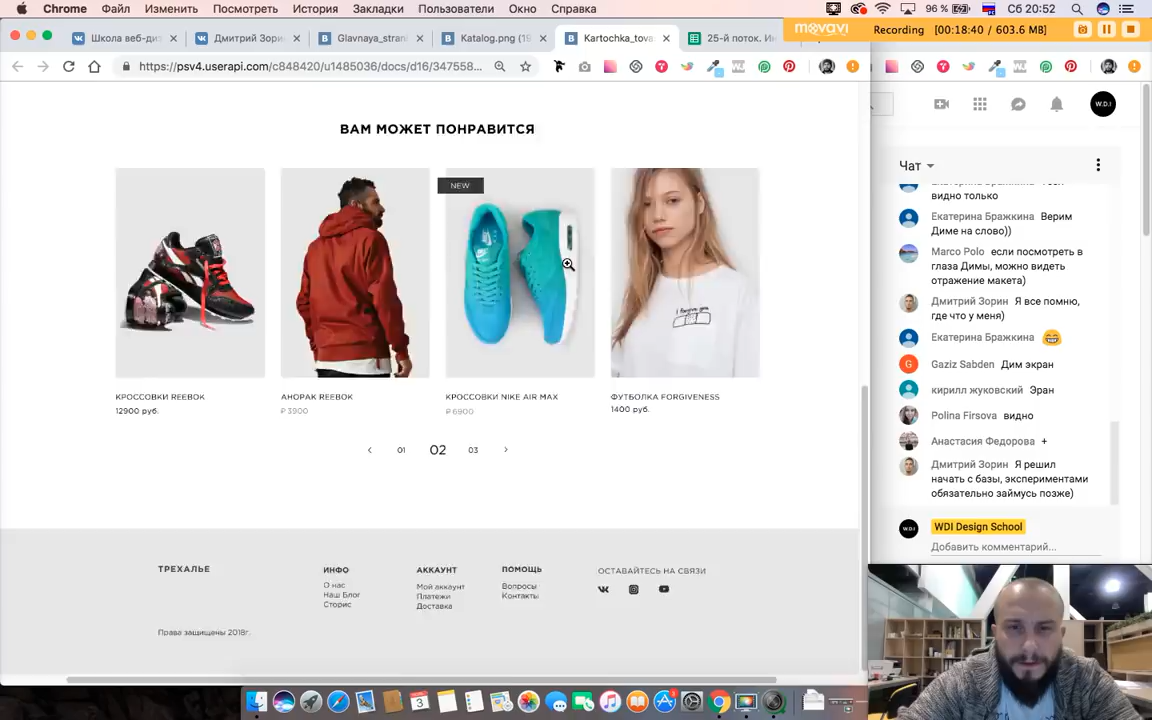 Chrome Файл Изменить Посмотреть История Закладки Пользователи Окно Справка
96 % Сб 20:52
movavi Recording [00:18:40 / 603.6 MB]
Школа веб-диз
Дмитрий Зори
Glavnaya_strani
Katalog.png (19
Kartochka_tova
25-й поток. И
https://psv4.userapi.com/c848420/u1485036/docs/d16/347558...
W.D.I
ВАМ МОЖЕТ ПОНРАВИТСЯ
NEW
КРОССОВКИ REEBOK
12900 руб.
АНОРАК REEBOK
₽ 3900
КРОССОВКИ NIKE AIR MAX
₽ 6900
ФУТБОЛКА FORGIVENESS
1400 руб.
I forgive you
‹ 01 02 03 ›
ТРЕХАЛЬЕ
ИНФО
О нас
Наш Блог
Сторис
АККАУНТ
Мой аккаунт
Платежи
Доставка
ПОМОЩЬ
Вопросы
Контакты
ОСТАВАЙТЕСЬ НА СВЯЗИ
Права защищены 2018г.
Чат
видно только
Екатерина Бражкина Верим
Диме на слово))
Marco Polo если посмотреть в
глаза Димы, можно видеть
отражение макета)
Дмитрий Зорин Я все помню,
где что у меня)
Екатерина Бражкина
Gaziz Sabden Дим экран
кирилл жуковский Эран
Polina Firsova видно
Анастасия Федорова +
Дмитрий Зорин Я решил
начать с базы, экспериментами
обязательно займусь позже)
WDI Design School
Добавить комментарий...